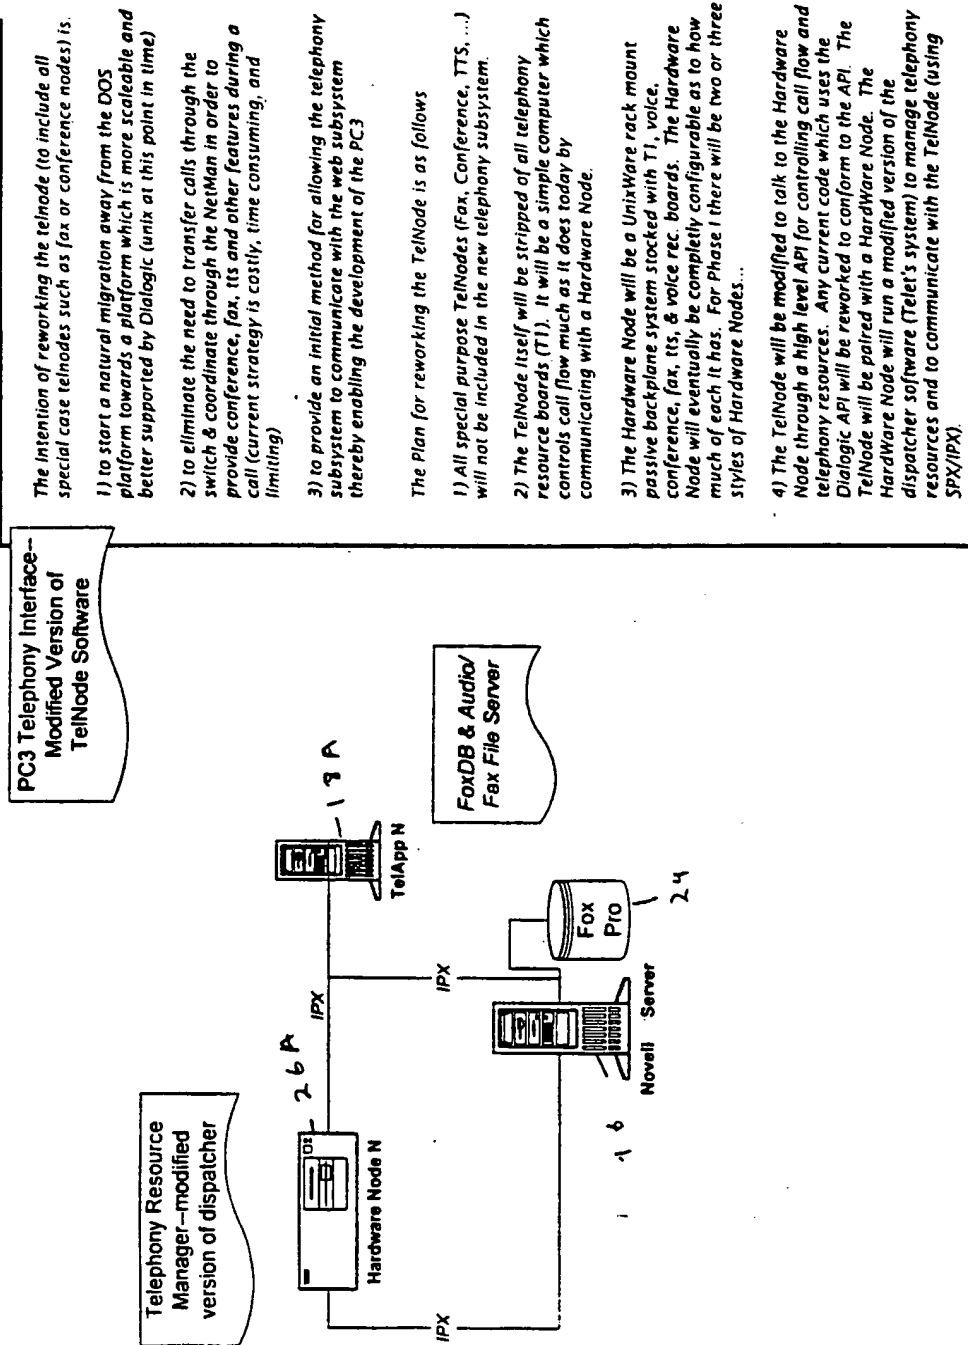 PC3 Telephony Interface--
Modified Version of
TelNode Software
Telephony Resource
Manager--modified
version of dispatcher
26A
Hardware Node N
IPX
18A
TelApp N
IPX
IPX
FoxDB & Audio/
Fax File Server
Fox
Pro
24
Novell Server
16
The intention of reworking the telnode (to include all
special case telnodes such as fax or conference nodes) is.
1) to start a natural migration away from the DOS
platform towards a platform which is more scaleable and
better supported by Dialogic (unix at this point in time)
2) to eliminate the need to transfer calls through the
switch & coordinate through the NetMan in order to
provide conference, fax, tts and other features during a
call (current strategy is costly, time consuming, and
limiting)
3) to provide an initial method for allowing the telephony
subsystem to communicate with the web subsystem
thereby enabling the development of the PC3
The Plan for reworking the TelNode is as follows
1) All special purpose TelNodes (Fax, Conference, TTS, ...)
will not be included in the new telephony subsystem.
2) The TelNode itself will be stripped of all telephony
resource boards (T1). It will be a simple computer which
controls call flow much as it does today by
communicating with a Hardware Node.
3) The Hardware Node will be a UnixWare rack mount
passive backplane system stocked with T1, voice,
conference, fax, tts, & voice rec. boards. The Hardware
Node will eventually be completly configurable as to how
much of each it has. For Phase I there will be two or three
styles of Hardware Nodes...
4) The TelNode will be modified to talk to the Hardware
Node through a high level API for controlling call flow and
telephony resources. Any current code which uses the
Dialogic API will be reworked to conform to the API. The
TelNode will be paired with a HardWare Node. The
HardWare Node will run a modified version of the
dispatcher software (Telet's system) to manage telephony
resources and to communicate with the TelNode (using
SPX/IPX).